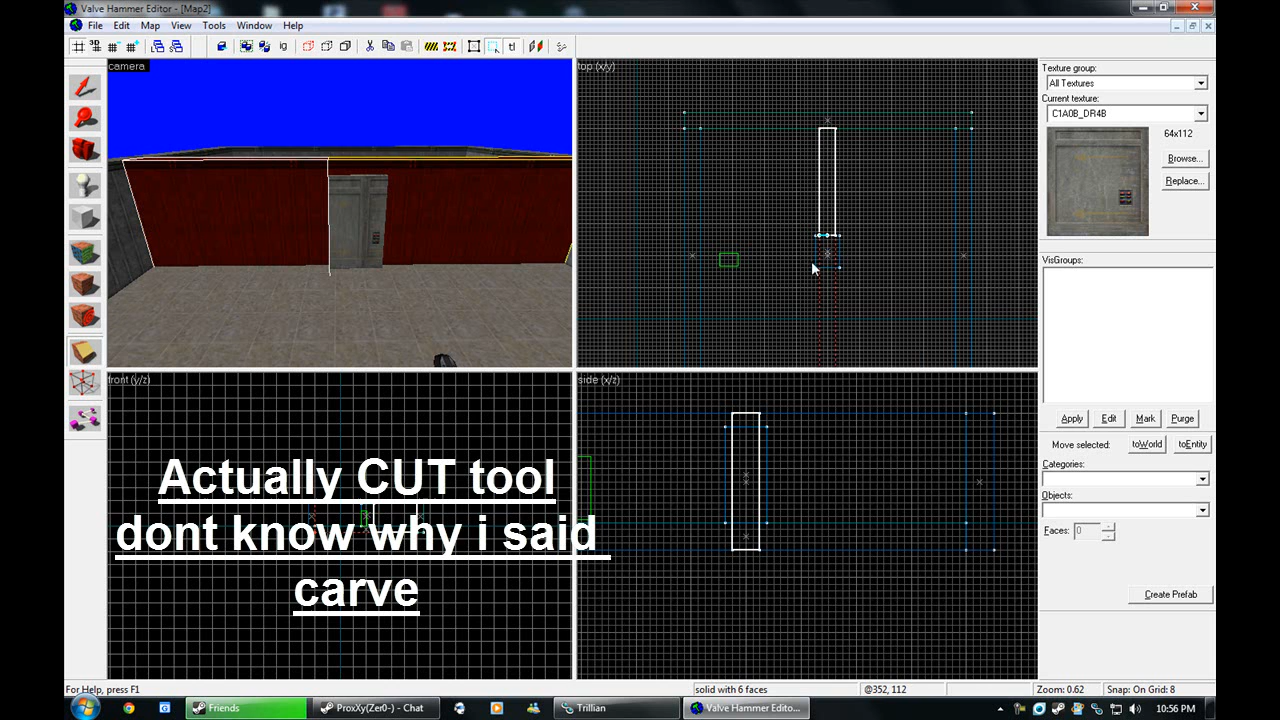 Valve Hammer Editor - [Map2]
File Edit Map View Tools Window Help
camera
top (x/y)
front (y/z)
side (x/z)
Texture group:
All Textures
Current texture:
C1A0B_DR4B
64x112
Browse...
Replace...
VisGroups:
Apply Edit Mark Purge
Move selected: toWorld toEntity
Categories:
Objects:
Faces: 0
Create Prefab
Actually CUT tool
dont know why i said
carve
For Help, press F1 solid with 6 faces @352, 112 Zoom: 0.62 Snap: On Grid: 8
Friends ProxXy(Zer0-) - Chat Trillian Valve Hammer Edito... 10:56 PM